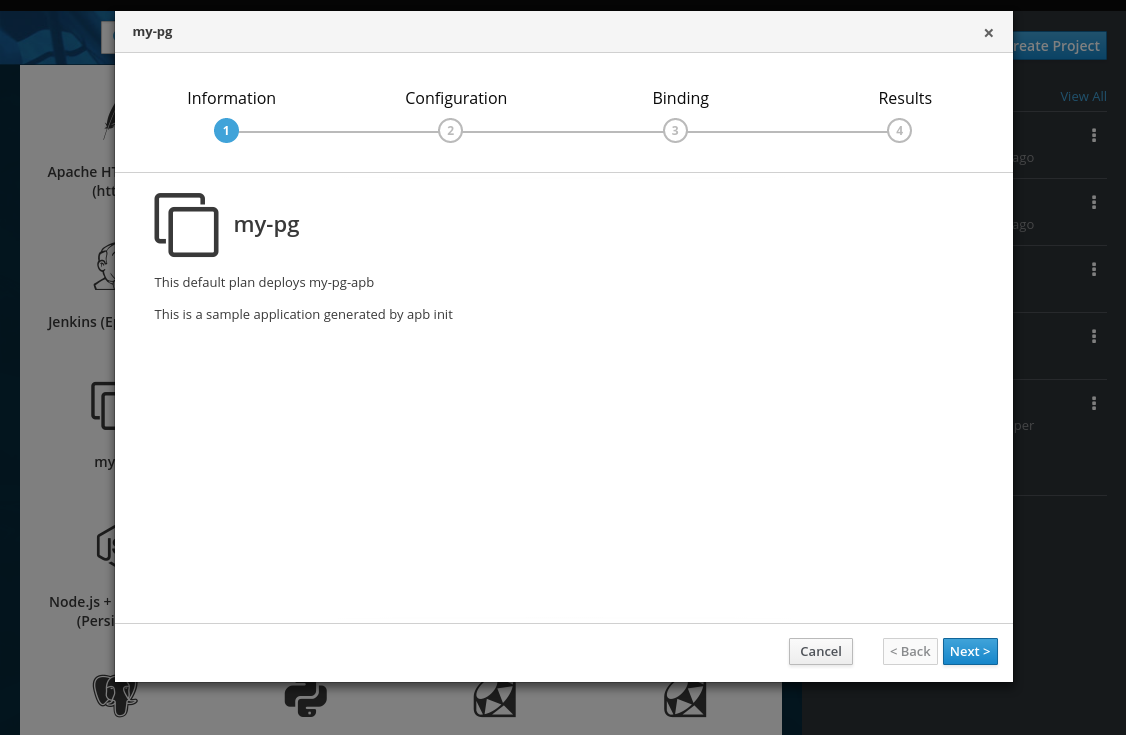 my-pg
×
reate Project
Information
Configuration
Binding
Results
1
2
3
4
View All
ago
Apache HT
(htt
my-pg
ago
This default plan deploys my-pg-apb
This is a sample application generated by apb init
Jenkins (Ep
per
my
JS
Node.js +
(Persi
Cancel
< Back
Next >